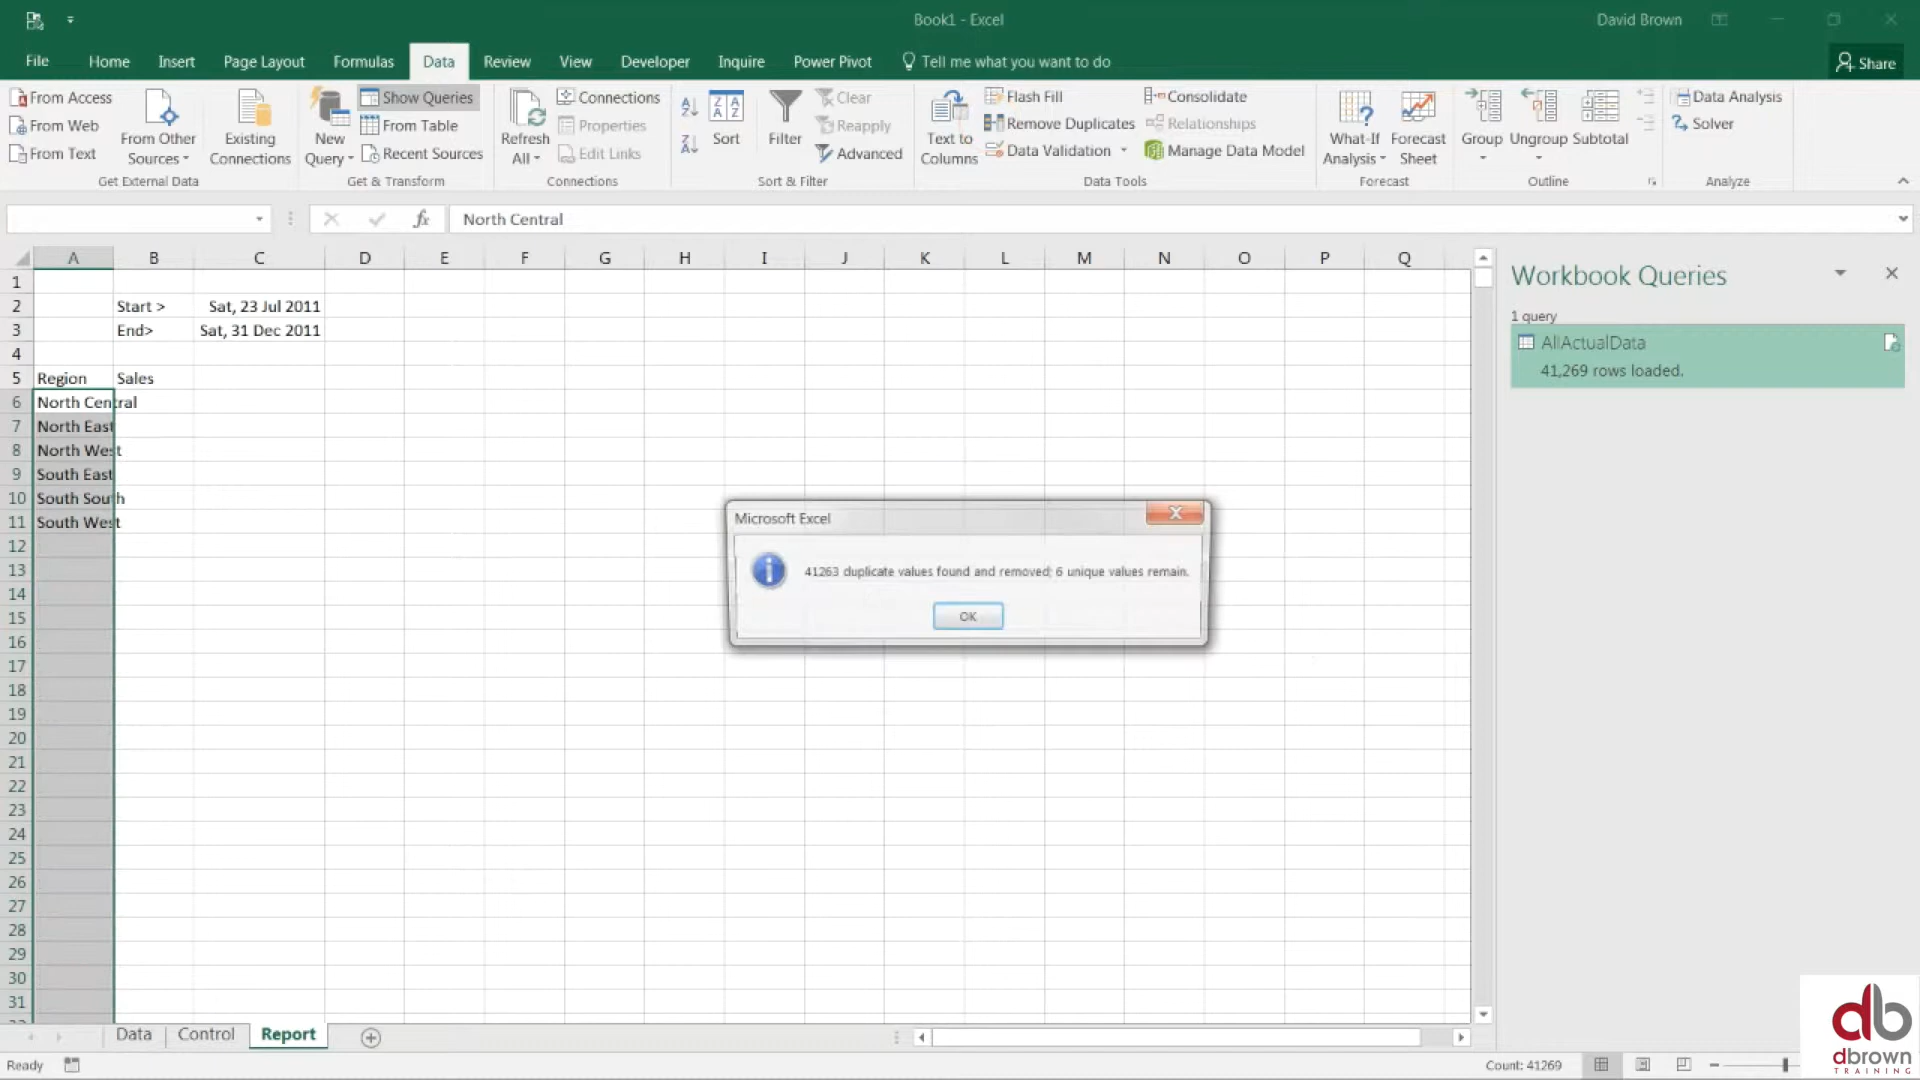 Book1 - Excel
David Brown
File Home Insert Page Layout Formulas Data Review View Developer Inquire Power Pivot Tell me what you want to do Share
From Access
From Web
From Text
From Other Sources
Existing Connections
Get External Data
New Query
Show Queries
From Table
Recent Sources
Get & Transform
Refresh All
Connections
Properties
Edit Links
Connections
Sort
Filter
Clear
Reapply
Advanced
Sort & Filter
Text to Columns
Flash Fill
Remove Duplicates
Data Validation
Consolidate
Relationships
Manage Data Model
Data Tools
What-If Analysis
Forecast Sheet
Forecast
Group
Ungroup
Subtotal
Outline
Data Analysis
Solver
Analyze
fx North Central
A B C D E F G H I J K L M N O P Q
1
2 Start > Sat, 23 Jul 2011
3 End> Sat, 31 Dec 2011
4
5 Region Sales
6 North Central
7 North East
8 North West
9 South East
10 South South
11 South West
12
13
14
15
16
17
18
19
20
21
22
23
24
25
26
27
28
29
30
31
Microsoft Excel
41263 duplicate values found and removed; 6 unique values remain.
OK
Workbook Queries
1 query
AllActualData
41,269 rows loaded.
Data Control Report
Ready
Count: 41269
db
dbrown
TRAINING